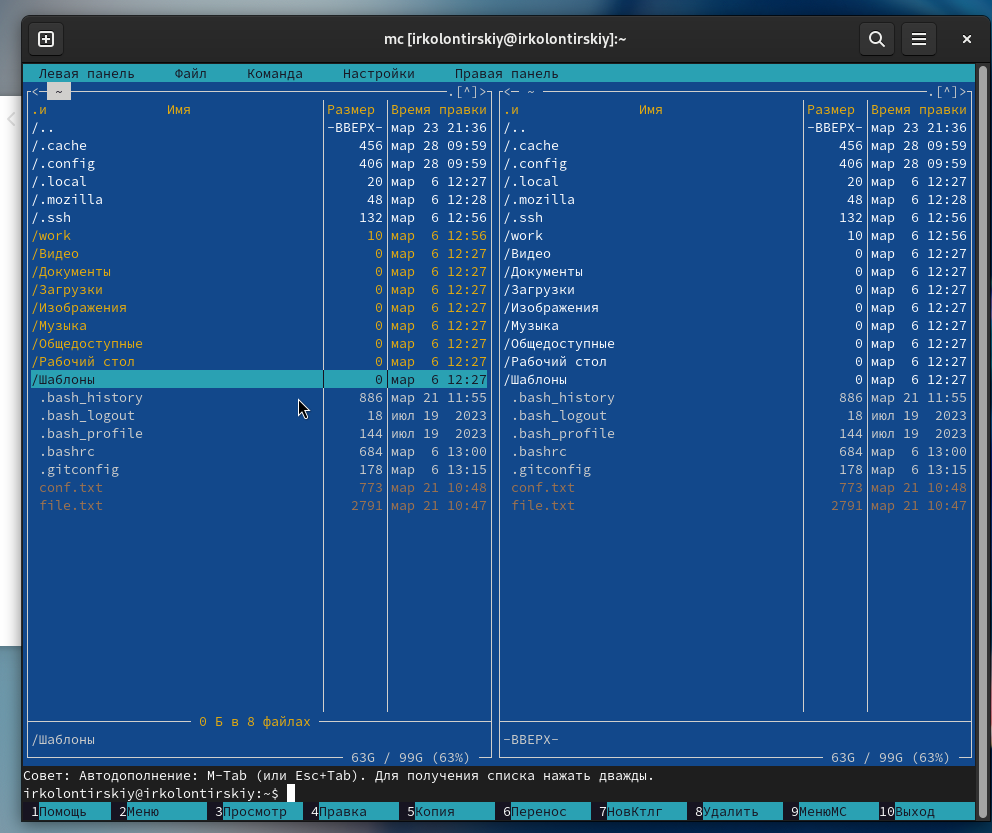 mc [irkolontirskiy@irkolontirskiy]:~
Левая панель Файл Команда Настройки Правая панель
<─ ~ .[^]> <─ ~ .[^]>
.и Имя Размер Время правки .и Имя Размер Время правки
/.. -ВВЕРХ- мар 23 21:36 /.. -ВВЕРХ- мар 23 21:36
/.cache 456 мар 28 09:59 /.cache 456 мар 28 09:59
/.config 406 мар 28 09:59 /.config 406 мар 28 09:59
/.local 20 мар 6 12:27 /.local 20 мар 6 12:27
/.mozilla 48 мар 6 12:28 /.mozilla 48 мар 6 12:28
/.ssh 132 мар 6 12:56 /.ssh 132 мар 6 12:56
/work 10 мар 6 12:56 /work 10 мар 6 12:56
/Видео 0 мар 6 12:27 /Видео 0 мар 6 12:27
/Документы 0 мар 6 12:27 /Документы 0 мар 6 12:27
/Загрузки 0 мар 6 12:27 /Загрузки 0 мар 6 12:27
/Изображения 0 мар 6 12:27 /Изображения 0 мар 6 12:27
/Музыка 0 мар 6 12:27 /Музыка 0 мар 6 12:27
/Общедоступные 0 мар 6 12:27 /Общедоступные 0 мар 6 12:27
/Рабочий стол 0 мар 6 12:27 /Рабочий стол 0 мар 6 12:27
/Шаблоны 0 мар 6 12:27 /Шаблоны 0 мар 6 12:27
.bash_history 886 мар 21 11:55 .bash_history 886 мар 21 11:55
.bash_logout 18 июл 19 2023 .bash_logout 18 июл 19 2023
.bash_profile 144 июл 19 2023 .bash_profile 144 июл 19 2023
.bashrc 684 мар 6 13:00 .bashrc 684 мар 6 13:00
.gitconfig 178 мар 6 13:15 .gitconfig 178 мар 6 13:15
conf.txt 773 мар 21 10:48 conf.txt 773 мар 21 10:48
file.txt 2791 мар 21 10:47 file.txt 2791 мар 21 10:47
0 Б в 8 файлах
/Шаблоны -ВВЕРХ-
63G / 99G (63%) 63G / 99G (63%)
Совет: Автодополнение: M-Tab (или Esc+Tab). Для получения списка нажать дважды.
irkolontirskiy@irkolontirskiy:~$
1Помощь 2Меню 3Просмотр 4Правка 5Копия 6Перенос 7НовКтлг 8Удалить 9МенюMC 10Выход